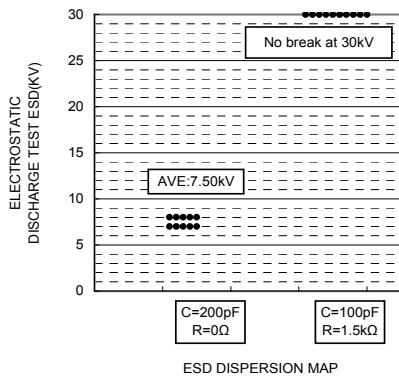 ELECTROSTATIC
DISCHARGE TEST ESD(KV)
30
25
20
15
10
5
0
No break at 30kV
AVE:7.50kV
C=200pF
R=0Ω
C=100pF
R=1.5kΩ
ESD DISPERSION MAP